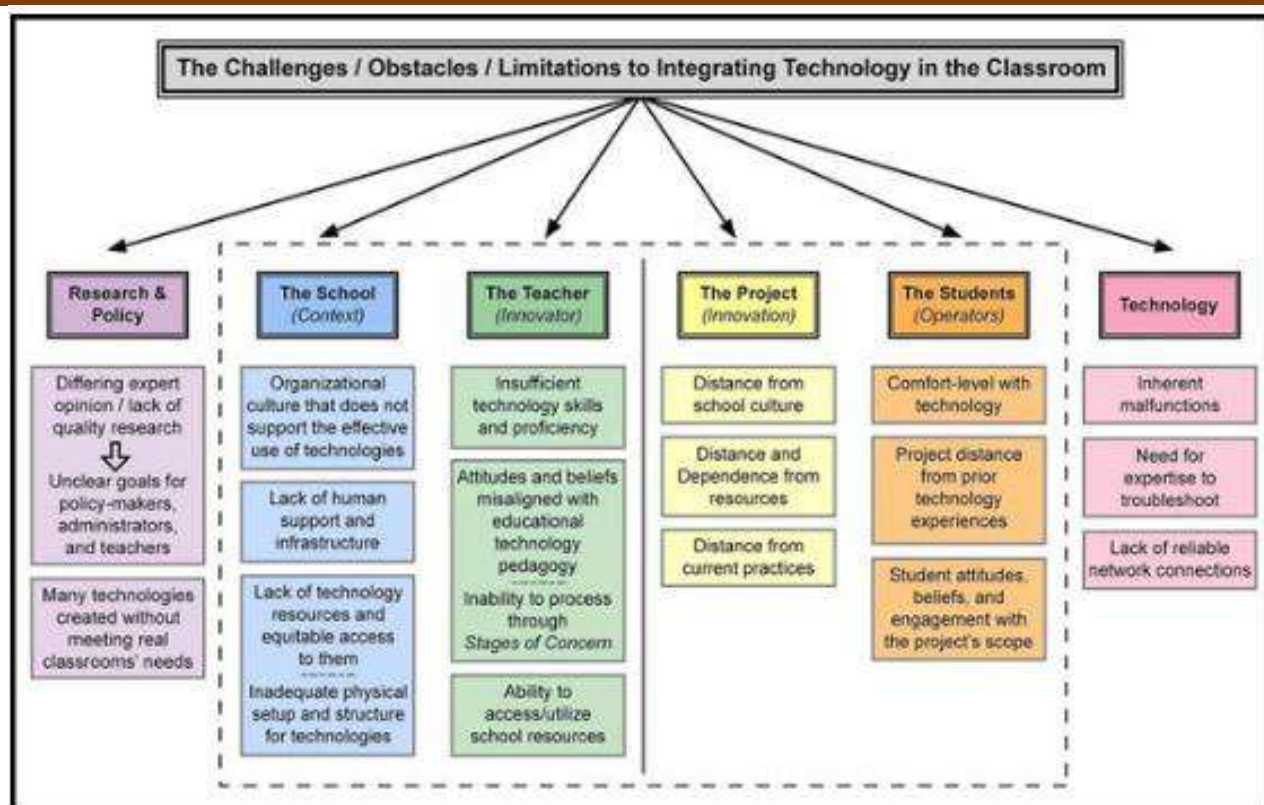 The Challenges / Obstacles / Limitations to Integrating Technology in the Classroom
Research &
Policy
Differing expert
opinion / lack of
quality research
Unclear goals for
policy-makers,
administrators,
and teachers
Many technologies
created without
meeting real
classrooms' needs
The School
(Context)
Organizational
culture that does not
support the effective
use of technologies
Lack of human
support and
infrastructure
Lack of technology
resources and
equitable access
to them
Inadequate physical
setup and structure
for technologies
The Teacher
(Innovator)
Insufficient
technology skills
and proficiency
Attitudes and beliefs
misaligned with
educational
technology
pedagogy
Inability to process
through
Stages of Concern
Ability to
access/utilize
school resources
The Project
(Innovation)
Distance from
school culture
Distance and
Dependence from
resources
Distance from
current practices
The Students
(Operators)
Comfort-level with
technology
Project distance
from prior
technology
experiences
Student attitudes,
beliefs, and
engagement with
the project's scope
Technology
Inherent
malfunctions
Need for
expertise to
troubleshoot
Lack of reliable
network connections